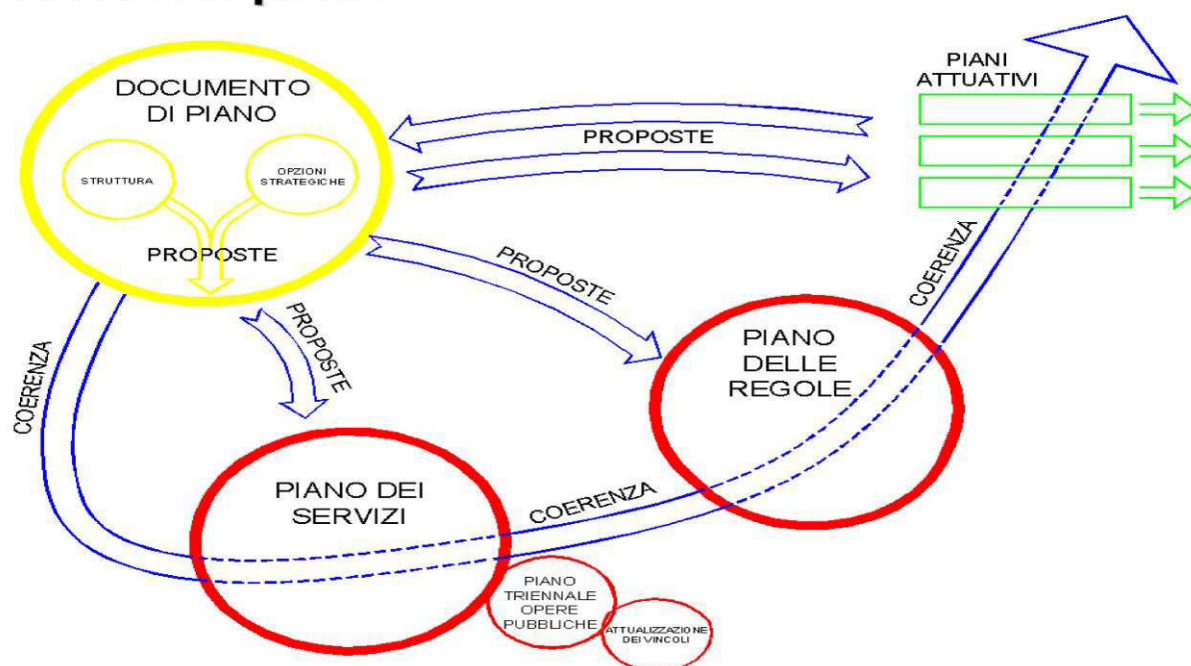 DOCUMENTO
DI PIANO
STRUTTURA
OPZIONI
STRATEGICHE
PROPOSTE
PROPOSTE
PIANI
ATTUATIVI
PROPOSTE
PROPOSTE
COERENZA
COERENZA
PIANO
DELLE
REGOLE
PIANO DEI
SERVIZI
COERENZA
PIANO
TRIENNALE
OPERE
PUBBLICHE
ATTUALIZZAZIONE
DEI VINCOLI